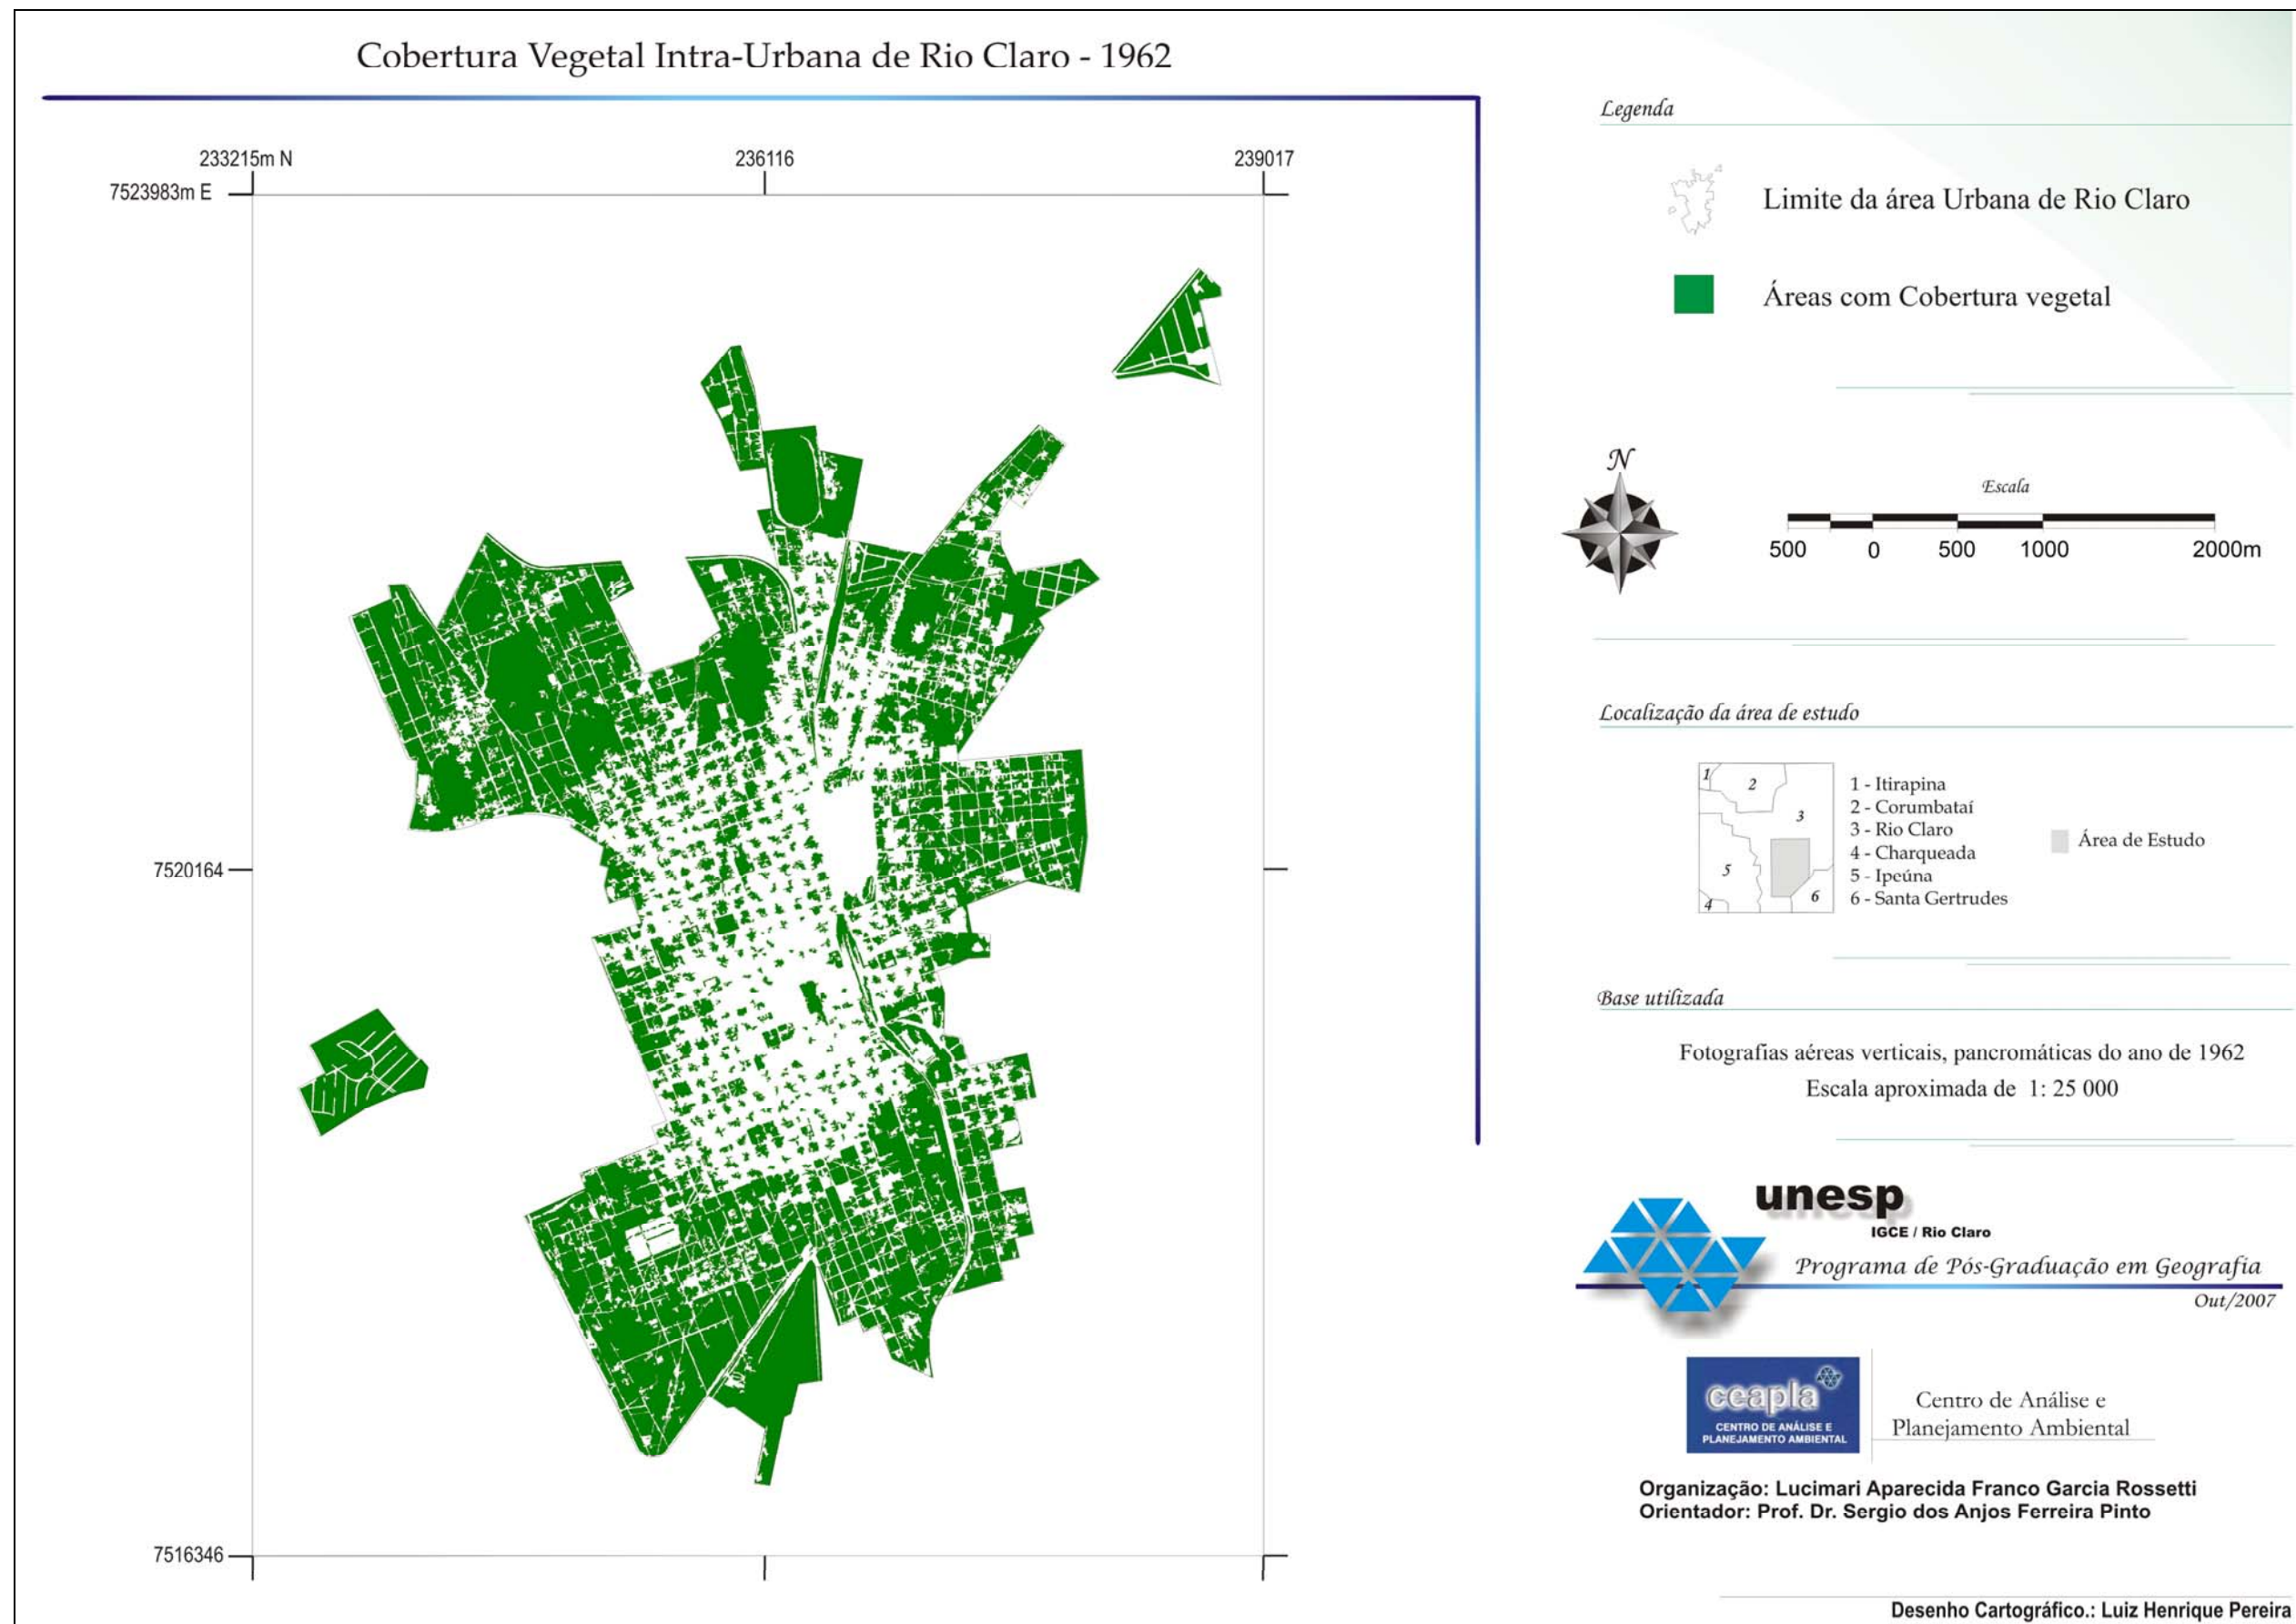 Cobertura Vegetal Intra-Urbana de Rio Claro - 1962
233215m N
236116
239017
7523983m E
7520164
7516346
Legenda
Limite da área Urbana de Rio Claro
Áreas com Cobertura vegetal
N
Escala
500 0 500 1000 2000m
Localização da área de estudo
1
2
3
5
4
6
1 - Itirapina
2 - Corumbataí
3 - Rio Claro
4 - Charqueada
5 - Ipeúna
6 - Santa Gertrudes
Área de Estudo
Base utilizada
Fotografias aéreas verticais, pancromáticas do ano de 1962
Escala aproximada de 1: 25 000
unesp
IGCE / Rio Claro
Programa de Pós-Graduação em Geografia
Out/2007
ceapla
CENTRO DE ANÁLISE E
PLANEJAMENTO AMBIENTAL
Centro de Análise e
Planejamento Ambiental
Organização: Lucimari Aparecida Franco Garcia Rossetti
Orientador: Prof. Dr. Sergio dos Anjos Ferreira Pinto
Desenho Cartográfico.: Luiz Henrique Pereira